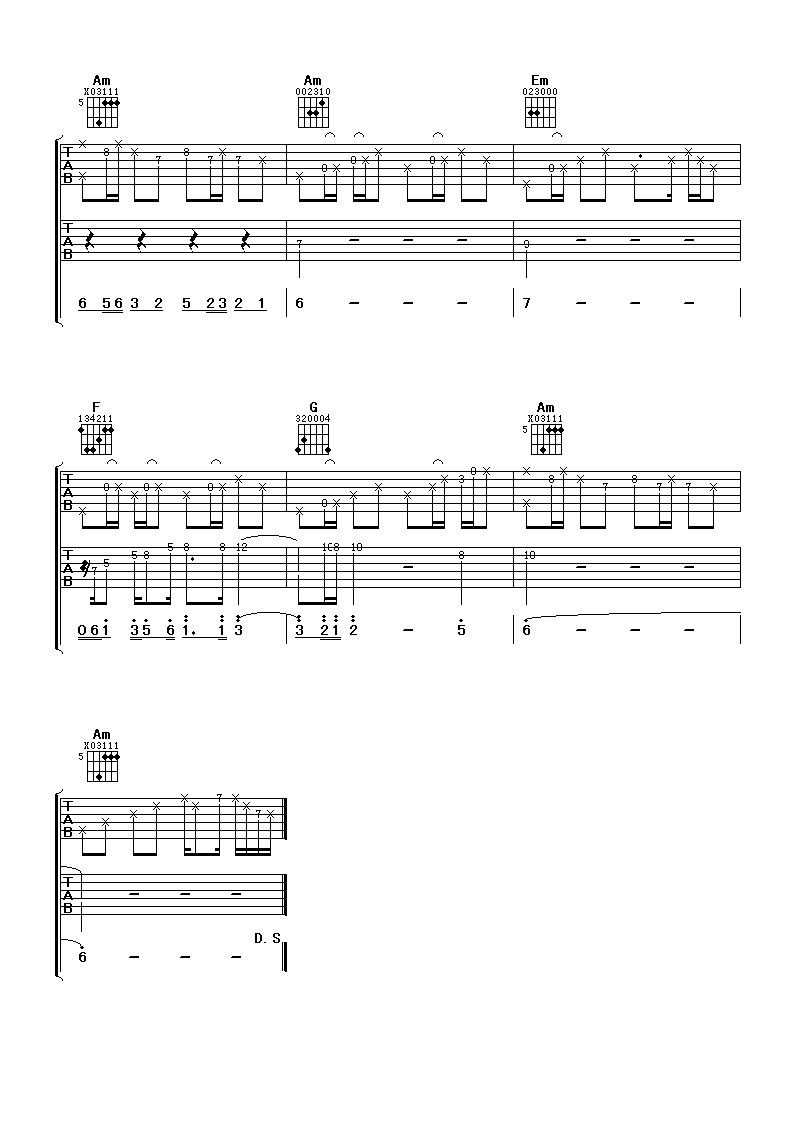 Am Am Em
X03111 002310 023000
5
T 8 7 8 7 7 0 0 0 0
A
B
T 7 – – – 9 – – –
A
B
6 5 6 3 2 5 2 3 2 1 6 – – – 7 – – –
F G Am
134211 320004 X03111
5
T 0 0 0 0 0 3 0 8 7 8 7 7
A
B
T 7 5 5 8 5 8 8 12 10 8 10 – 8 10 – – –
A
B
0 6 1 3 5 6 1. 1 3 3 2 1 2 – 5 6 – – –
Am
X03111
5
T 7 7
A
B
T – – –
A
B
D.S
6 – – –